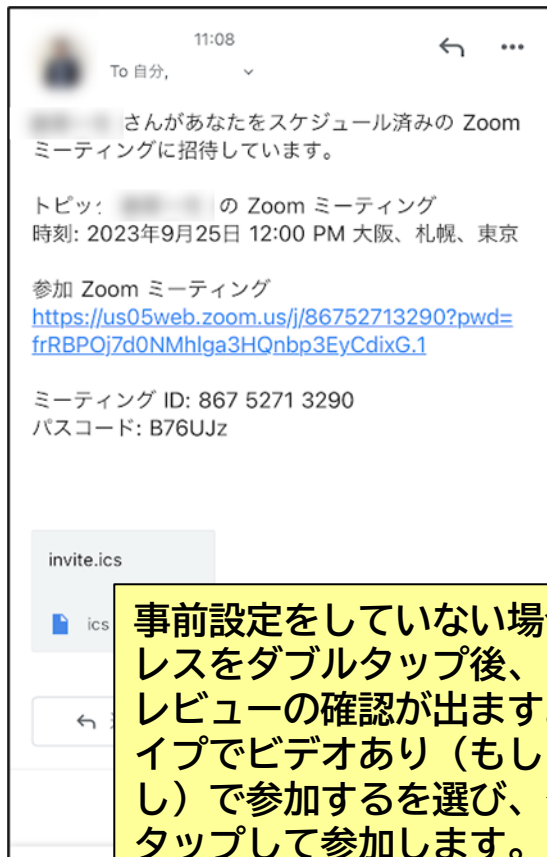 11:08
To 自分,
さんがあなたをスケジュール済みの Zoom
ミーティングに招待しています。
トピック: の Zoom ミーティング
時刻: 2023年9月25日 12:00 PM 大阪、札幌、東京
参加 Zoom ミーティング
https://us05web.zoom.us/j/86752713290?pwd=
frRBPOj7d0NMhlga3HQnbp3EyCdixG.1
ミーティング ID: 867 5271 3290
パスコード: B76UJz
invite.ics
ics
事前設定をしていない場
レスをダブルタップ後、
レビューの確認が出ます
イプでビデオあり（もし
し）で参加するを選び、
タップして参加します。